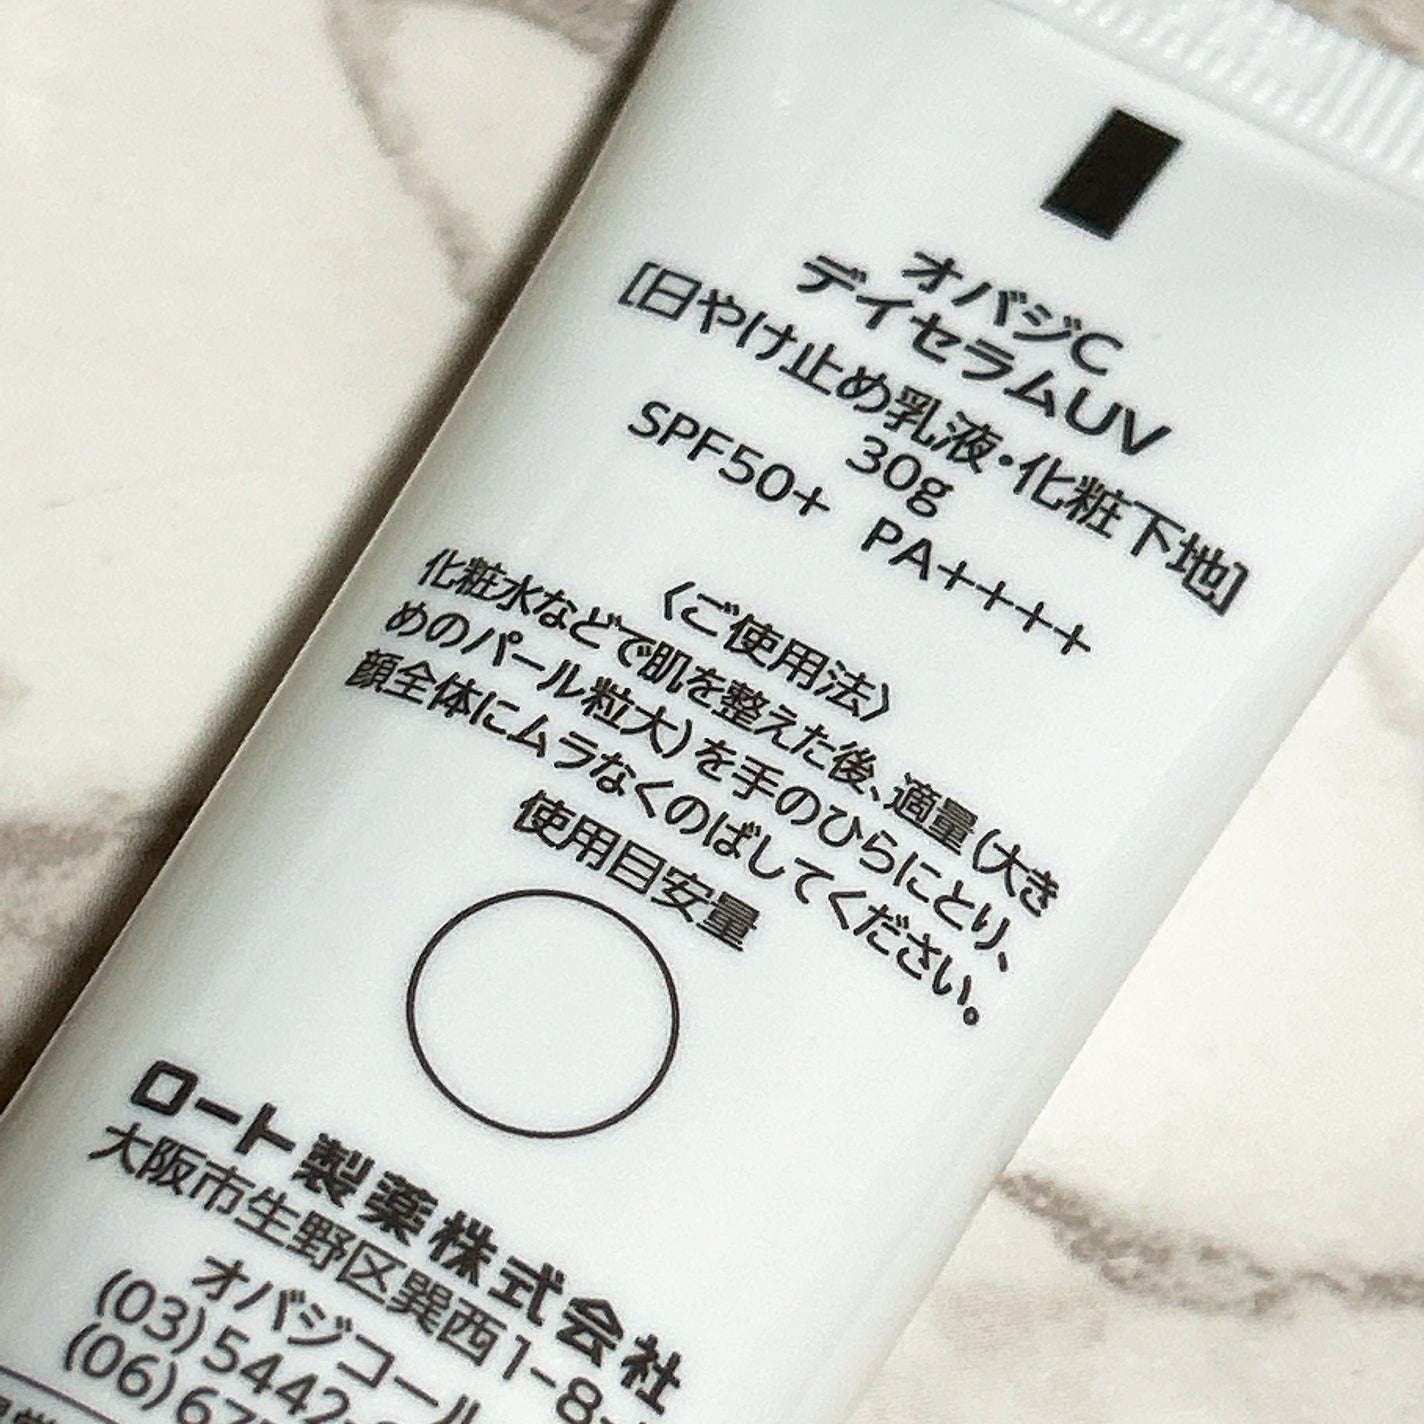 オバジC
デイセラムUV
[日やけ止め乳液・化粧下地]
30g
SPF50+ PA++++
〈ご使用法〉
化粧水などで肌を整えた後、適量（大き
めのパール粒大）を手のひらにとり、
顔全体にムラなくのばしてください。
使用目安量
ロート製薬株式会社
大阪市生野区巽西1-8-
オバジコール
(03)5442-
(06)67